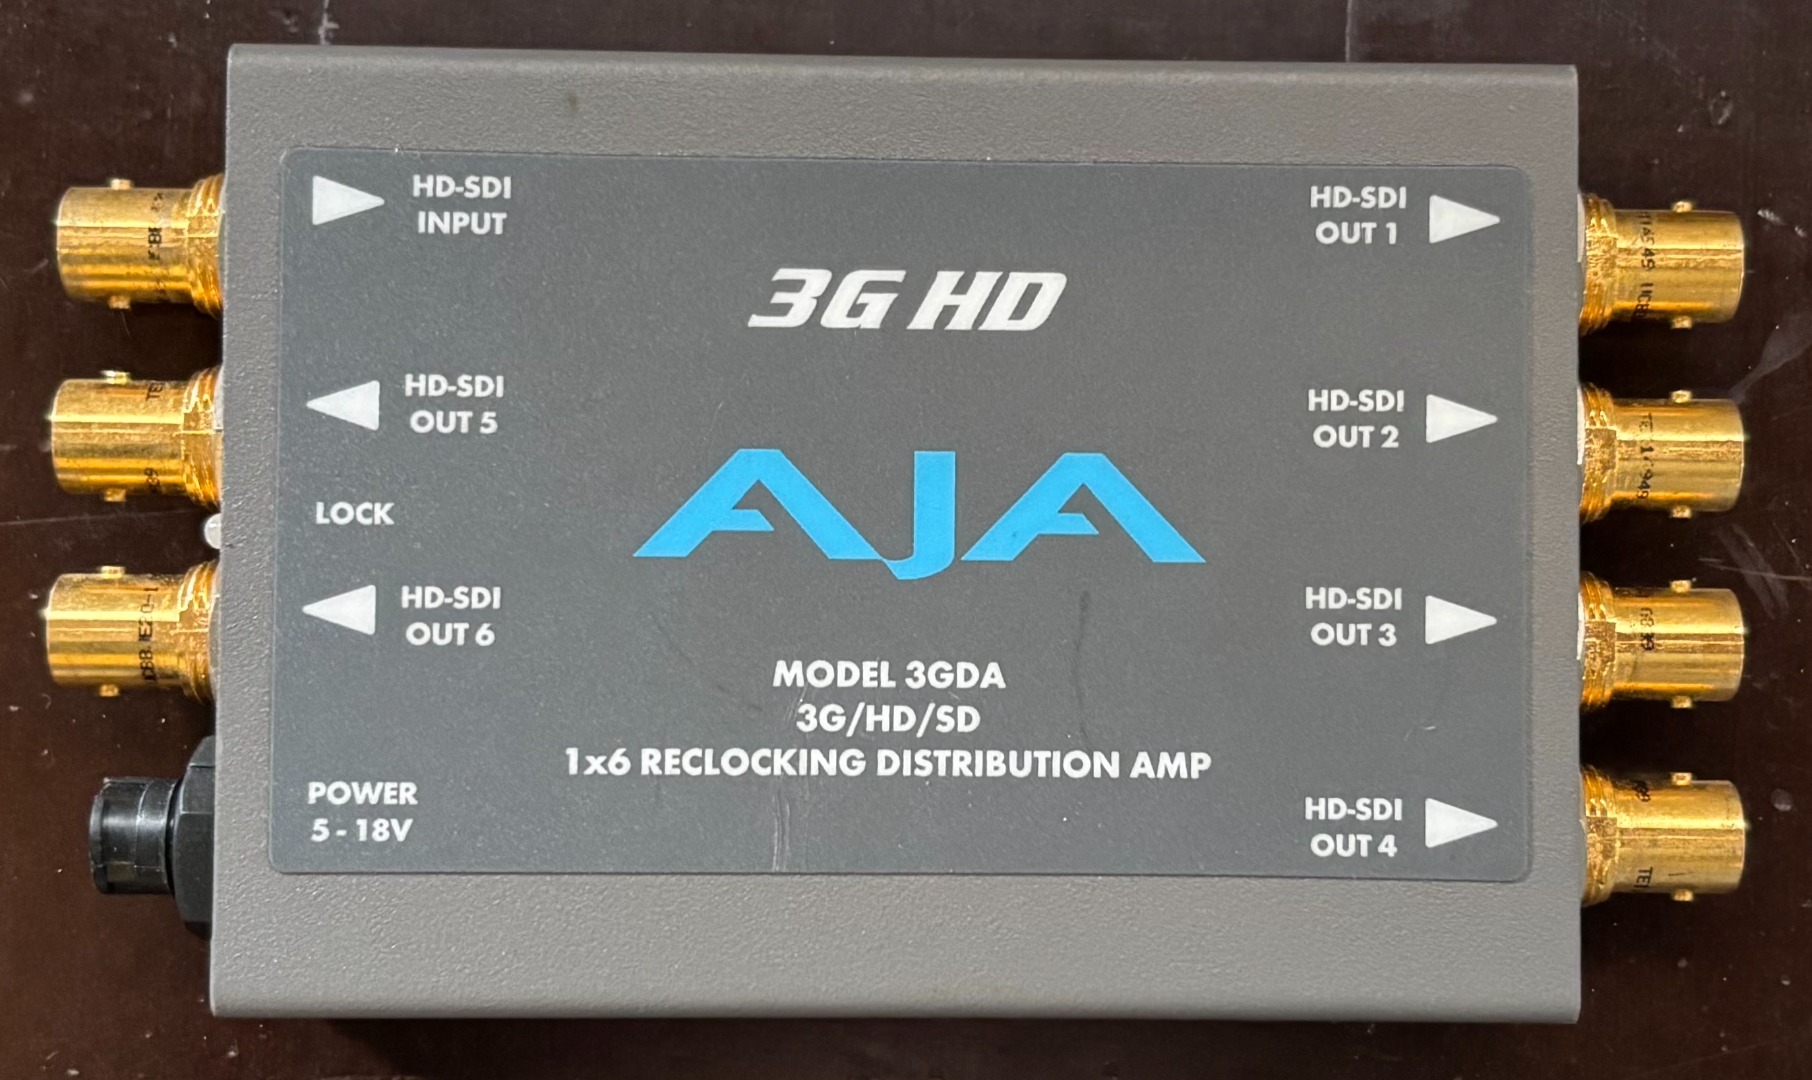 HD-SDI
INPUT
HD-SDI
OUT 1
3G HD
HD-SDI
OUT 5
HD-SDI
OUT 2
AJA
LOCK
HD-SDI
OUT 6
HD-SDI
OUT 3
MODEL 3GDA
3G/HD/SD
1x6 RECLOCKING DISTRIBUTION AMP
POWER
5 - 18V
HD-SDI
OUT 4